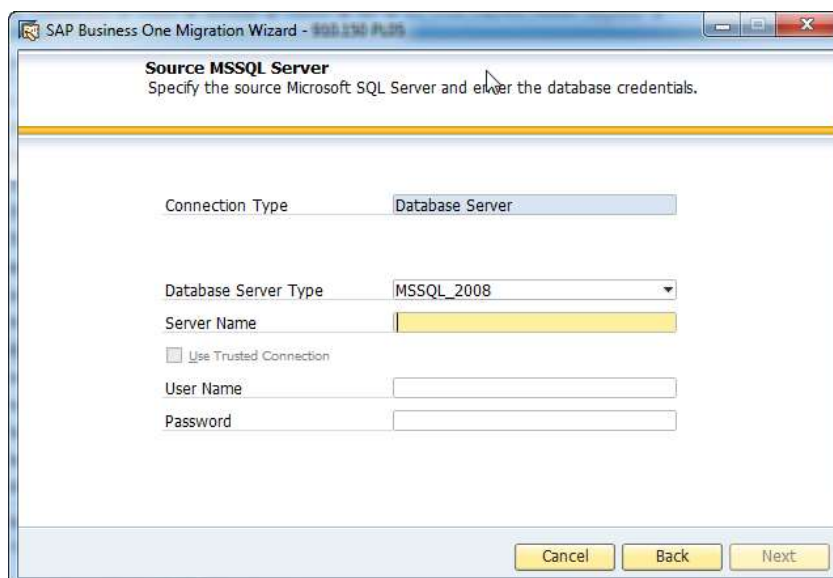 SAP Business One Migration Wizard -
Source MSSQL Server
Specify the source Microsoft SQL Server and enter the database credentials.
Connection Type Database Server
Database Server Type MSSQL_2008
Server Name
Use Trusted Connection
User Name
Password
Cancel Back Next